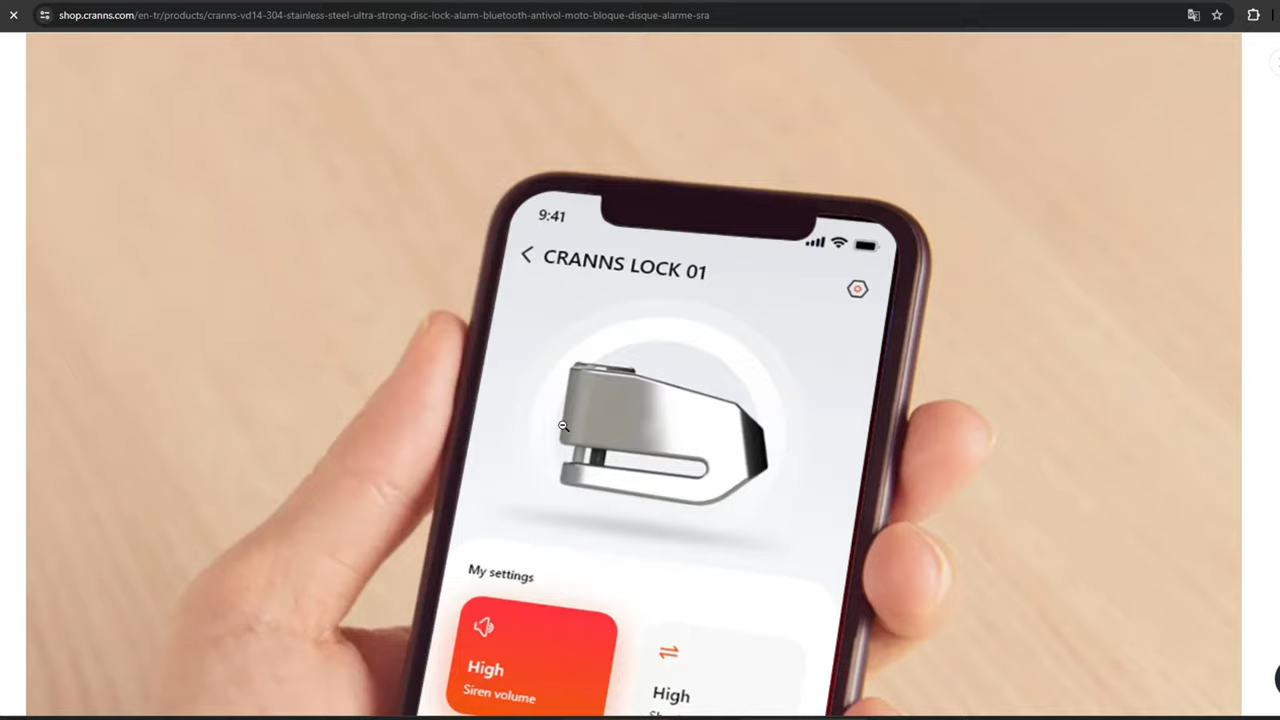 shop.cranns.com/en-tr/products/cranns-vd14-304-stainless-steel-ultra-strong-disc-lock-alarm-bluetooth-antivol-moto-bloque-disque-alarme-sra
9:41
CRANNS LOCK 01
My settings
High
Siren volume
High